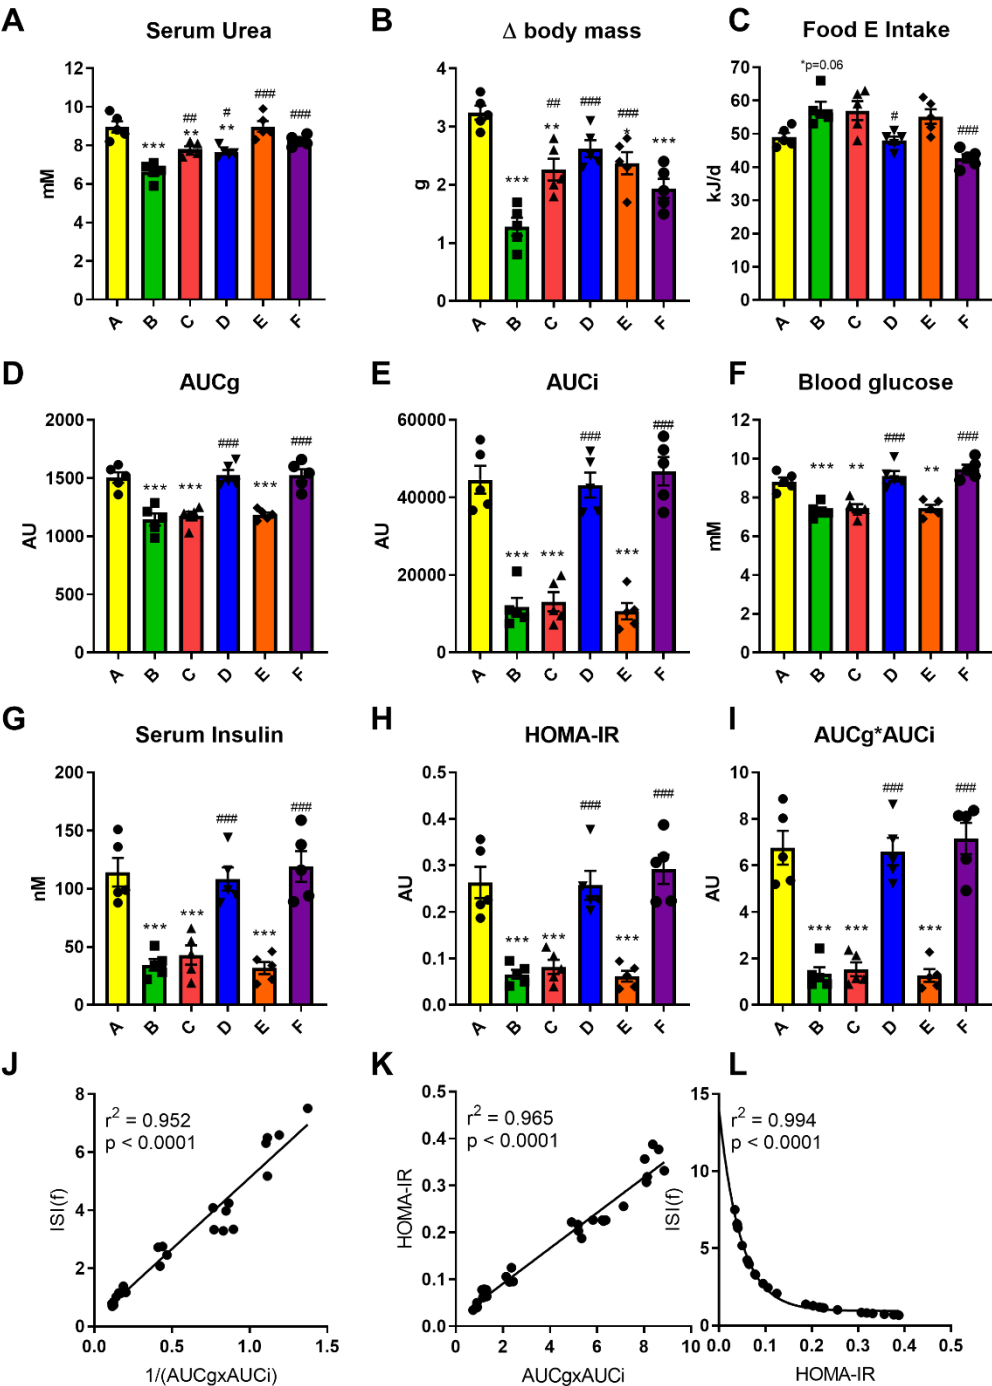 A Serum Urea
12
10
8
6
4
2
0
mM
***
##
**
#
**
###
###
A B C D E F
B Δ body mass
4
3
2
1
0
g
***
##
**
###
###
*
***
A B C D E F
C Food E Intake
70
60
50
40
30
20
10
0
kJ/d
*p=0.06
#
###
A B C D E F
D AUCg
2000
1500
1000
500
0
AU
***
***
###
***
###
A B C D E F
E AUCi
60000
40000
20000
0
AU
***
***
###
***
###
A B C D E F
F Blood glucose
12
10
8
6
4
2
0
mM
***
**
###
**
###
A B C D E F
G Serum Insulin
200
150
100
50
0
nM
***
***
###
***
###
A B C D E F
H HOMA-IR
0.5
0.4
0.3
0.2
0.1
0.0
AU
***
***
###
***
###
A B C D E F
I AUCg*AUCi
10
8
6
4
2
0
AU
***
***
###
***
###
A B C D E F
J
r² = 0.952
p < 0.0001
8
6
4
2
0
ISI(f)
0.0 0.5 1.0 1.5
1/(AUCgxAUCi)
K
r² = 0.965
p < 0.0001
0.5
0.4
0.3
0.2
0.1
0.0
HOMA-IR
0 2 4 6 8 10
AUCgxAUCi
L
r² = 0.994
p < 0.0001
15
10
5
0
ISI(f)
0.0 0.1 0.2 0.3 0.4 0.5
HOMA-IR